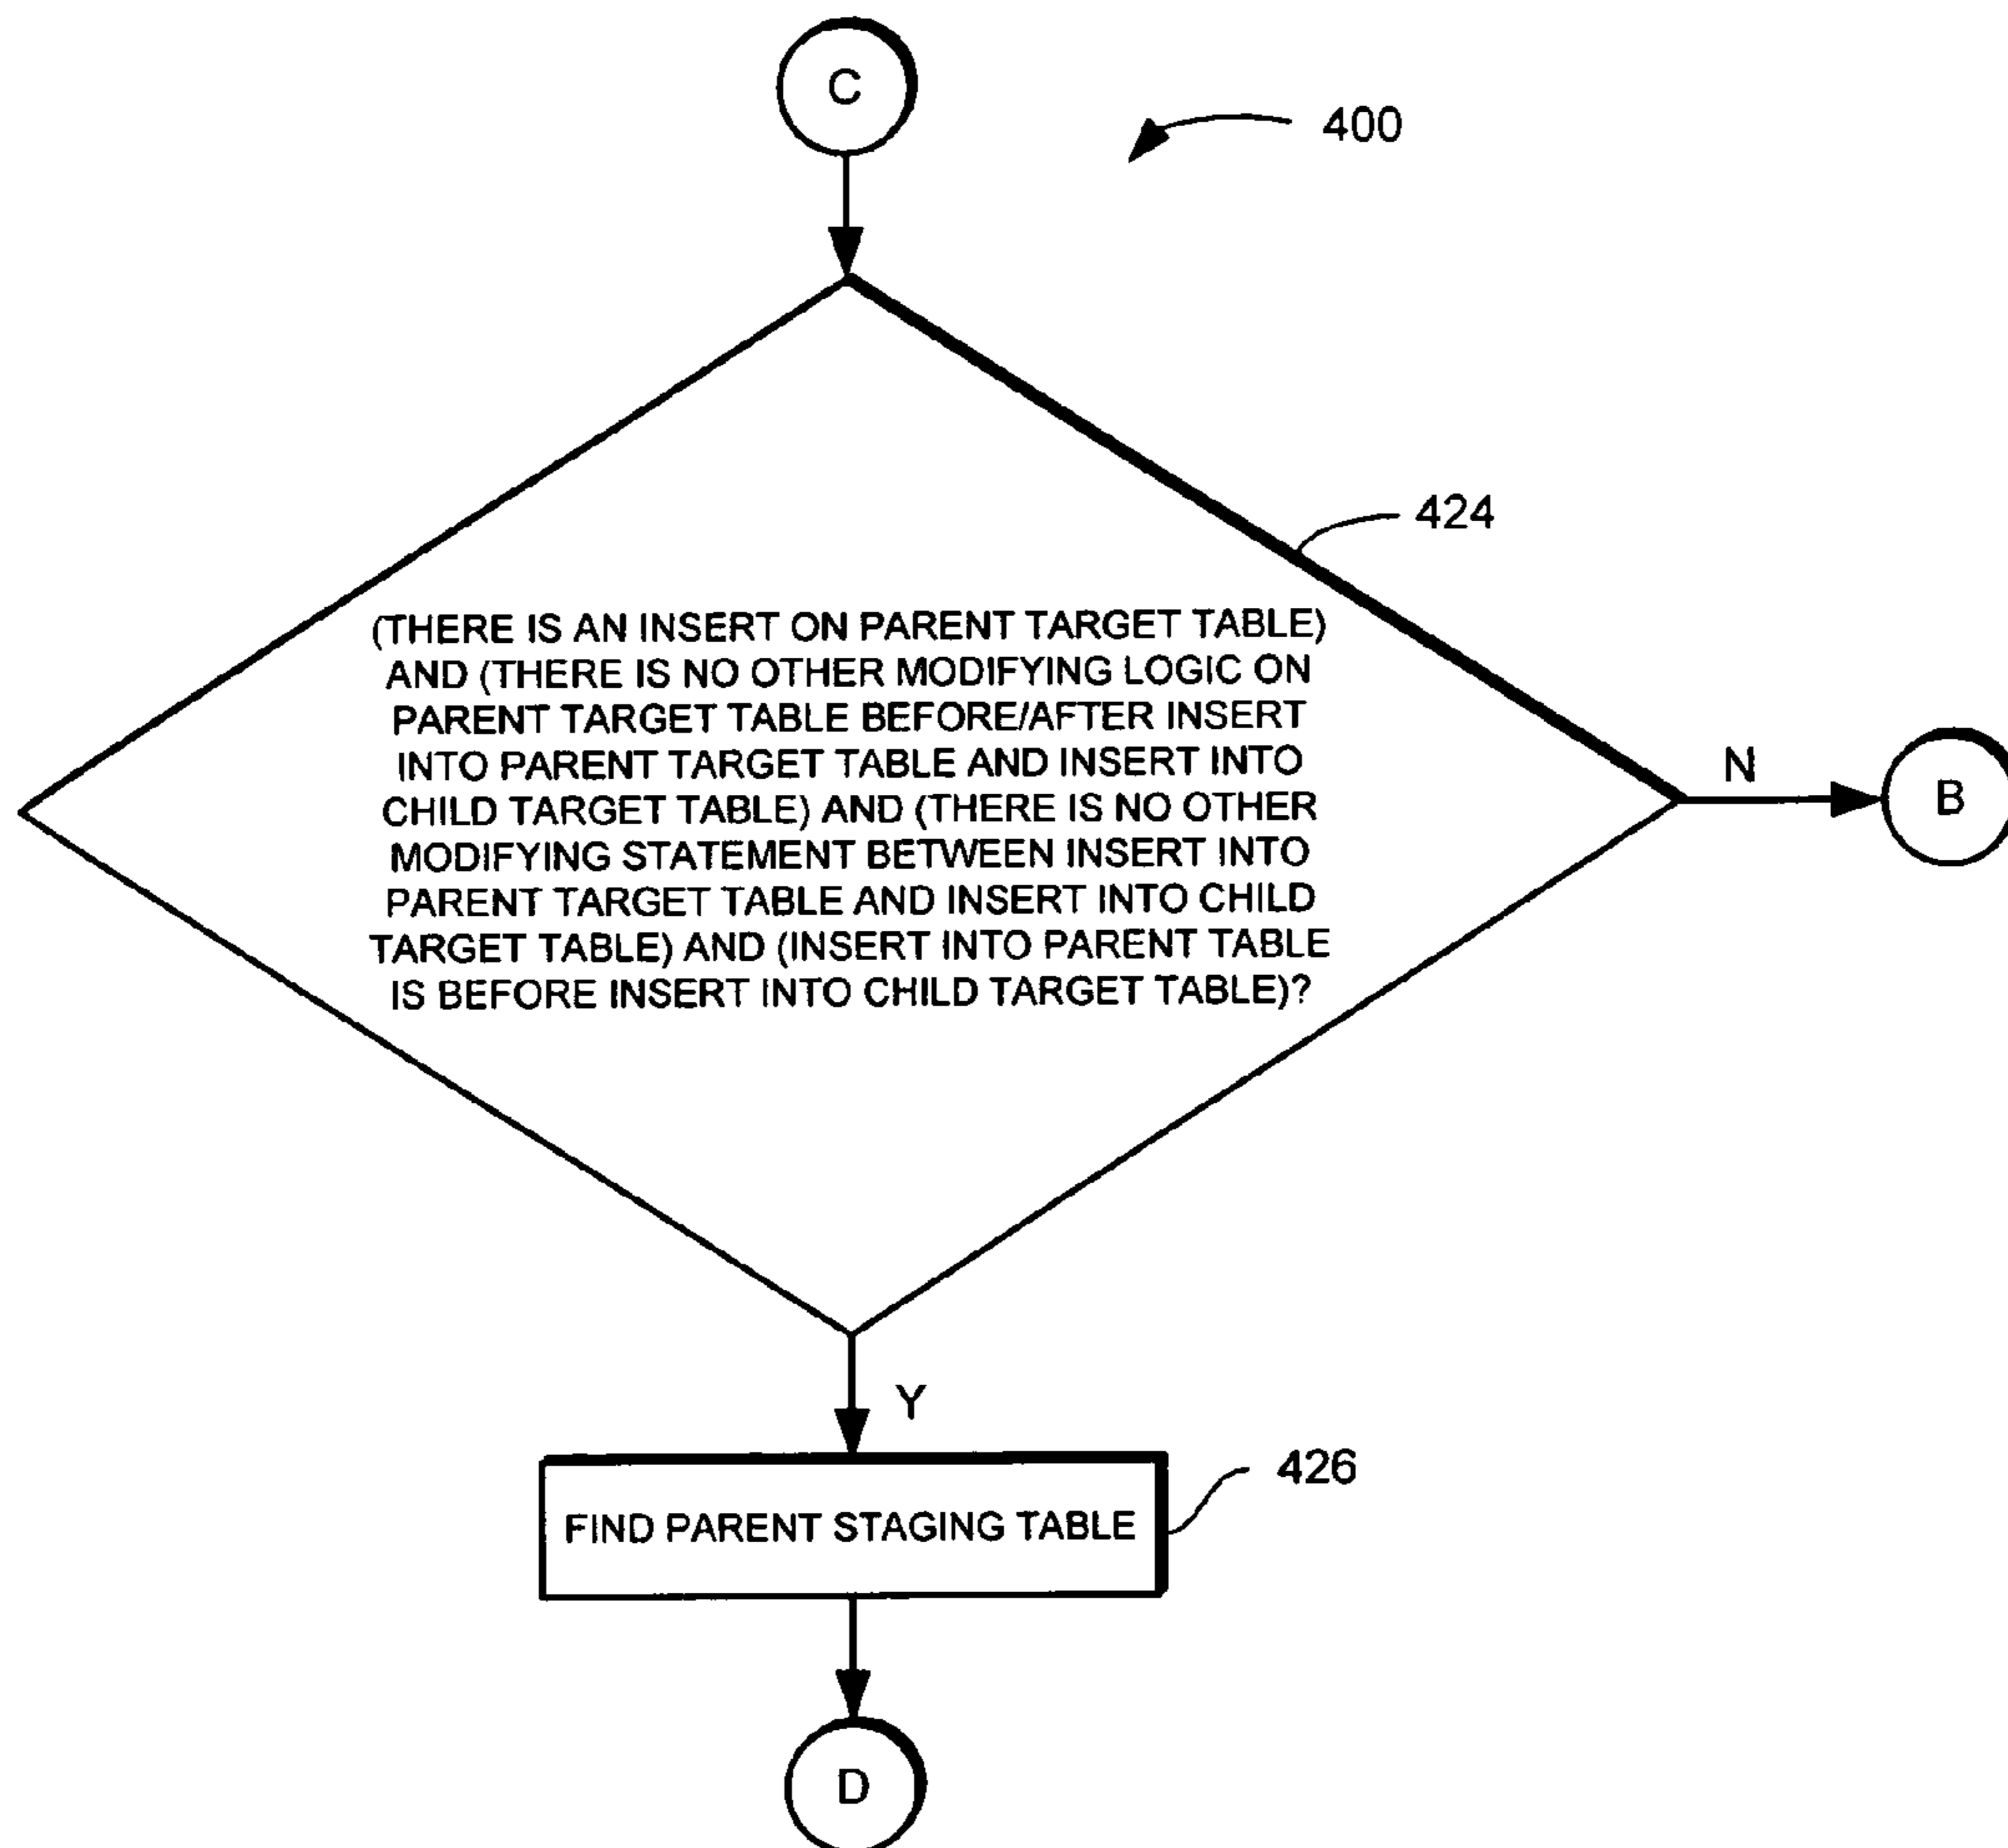 C
400
424
(THERE IS AN INSERT ON PARENT TARGET TABLE)
AND (THERE IS NO OTHER MODIFYING LOGIC ON
PARENT TARGET TABLE BEFORE/AFTER INSERT
INTO PARENT TARGET TABLE AND INSERT INTO
CHILD TARGET TABLE) AND (THERE IS NO OTHER
MODIFYING STATEMENT BETWEEN INSERT INTO
PARENT TARGET TABLE AND INSERT INTO CHILD
TARGET TABLE) AND (INSERT INTO PARENT TABLE
IS BEFORE INSERT INTO CHILD TARGET TABLE)?
N
B
Y
426
FIND PARENT STAGING TABLE
D